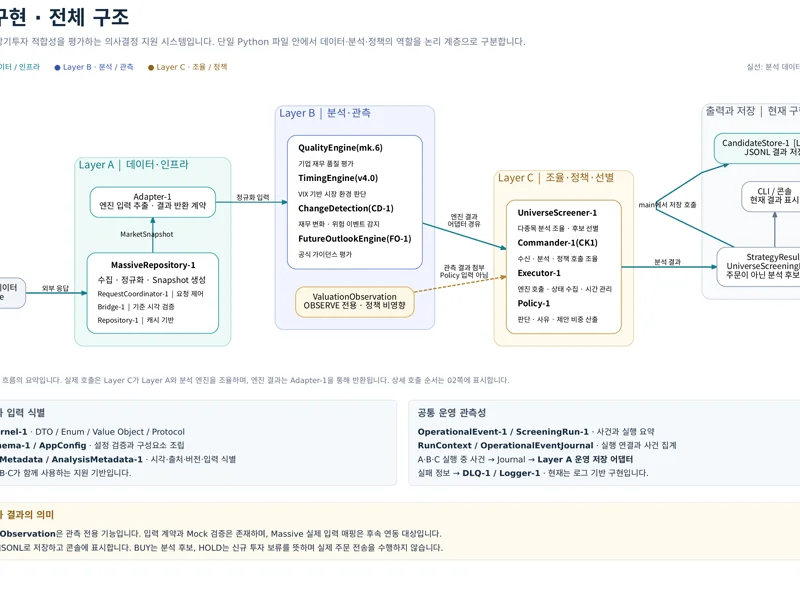 구현 · 전체 구조
장기투자 적합성을 평가하는 의사결정 지원 시스템입니다. 단일 Python 파일 안에서 데이터·분석·정책의 역할을 논리 계층으로 구분합니다.
데이터 / 인프라
Layer B · 분석 / 관측
Layer C · 조율 / 정책
실선: 분석 데이터
Layer A | 데이터·인프라
Adapter-1
엔진 입력 추출 · 결과 반환 계약
MarketSnapshot
MassiveRepository-1
수집 · 정규화 · Snapshot 생성
RequestCoordinator-1 | 요청 제어
Bridge-1 | 기준 시각 검증
Repository-1 | 캐시 기반
외부 응답
정규화 입력
Layer B | 분석·관측
QualityEngine(mk.6)
기업 재무 품질 평가
TimingEngine(v4.0)
VIX 기반 시장 환경 판단
ChangeDetection(CD-1)
재무 변화 · 위험 이벤트 감지
FutureOutlookEngine(FO-1)
공식 가이던스 평가
ValuationObservation
OBSERVE 전용 · 정책 비영향
엔진 결과
어댑터 경유
관측 결과 첨부
Policy 입력 아님
Layer C | 조율·정책·선별
UniverseScreener-1
다종목 분석 조율 · 후보 선별
Commander-1(CK1)
수신 · 분석 · 정책 호출 조율
Executor-1
엔진 호출 · 상태 수집 · 시간 관리
Policy-1
판단 · 사유 · 제안 비중 산출
main에서 저장 호출
분석 결과
출력과 저장 | 현재 구현
CandidateStore-1
JSONL 결과 저장
CLI / 콘솔
현재 결과 표시
StrategyResult
UniverseScreening
주문이 아닌 분석 후보
흐름의 요약입니다. 실제 호출은 Layer C가 Layer A와 분석 엔진을 조율하며, 엔진 결과는 Adapter-1을 통해 반환됩니다. 상세 호출 순서는 02쪽에 표시합니다.
입력 식별
rnel-1 · DTO / Enum / Value Object / Protocol
ema-1 / AppConfig · 설정 검증과 구성요소 조립
Metadata / AnalysisMetadata-1 · 시각·출처·버전·입력 식별
B·C가 함께 사용하는 지원 기반입니다.
공통 운영 관측성
OperationalEvent-1 / ScreeningRun-1 · 사건과 실행 요약
RunContext / OperationalEventJournal · 실행 연결과 사건 집계
A·B·C 실행 중 사건 → Journal → Layer A 운영 저장 어댑터
실패 정보 → DLQ-1 / Logger-1 · 현재는 로그 기반 구현입니다.
결과의 의미
Observation은 관측 전용 기능입니다. 입력 계약과 Mock 검증은 존재하며, Massive 실제 입력 매핑은 후속 연동 대상입니다.
JSONL로 저장하고 콘솔에 표시합니다. BUY는 분석 후보, HOLD는 신규 투자 보류를 뜻하며 실제 주문 전송을 수행하지 않습니다.